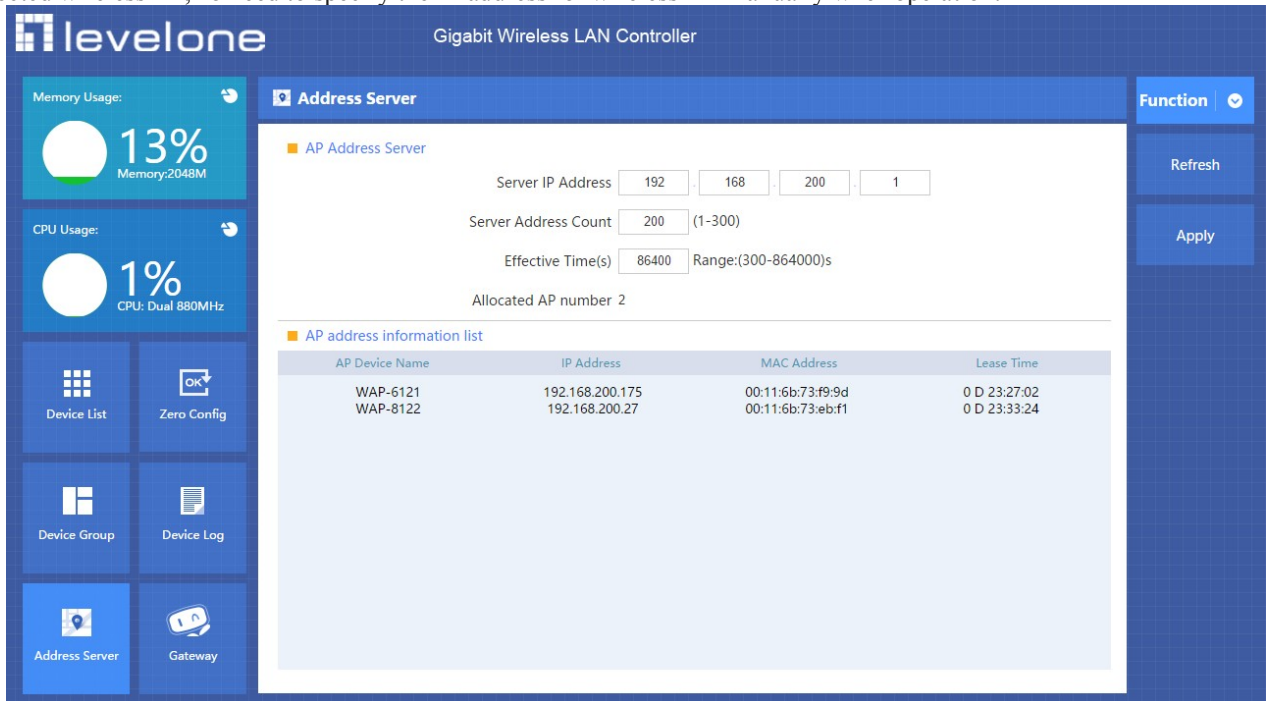 levelone
Gigabit Wireless LAN Controller
Memory Usage:
13%
Memory:2048M
CPU Usage:
1%
CPU: Dual 880MHz
Device List
OK
Zero Config
Device Group
Device Log
Address Server
Gateway
Address Server
AP Address Server
Server IP Address 192 . 168 . 200 . 1
Server Address Count 200 (1-300)
Effective Time(s) 86400 Range:(300-864000)s
Allocated AP number 2
AP address information list
AP Device Name IP Address MAC Address Lease Time
WAP-6121 192.168.200.175 00:11:6b:73:f9:9d 0 D 23:27:02
WAP-8122 192.168.200.27 00:11:6b:73:eb:f1 0 D 23:33:24
Function
Refresh
Apply